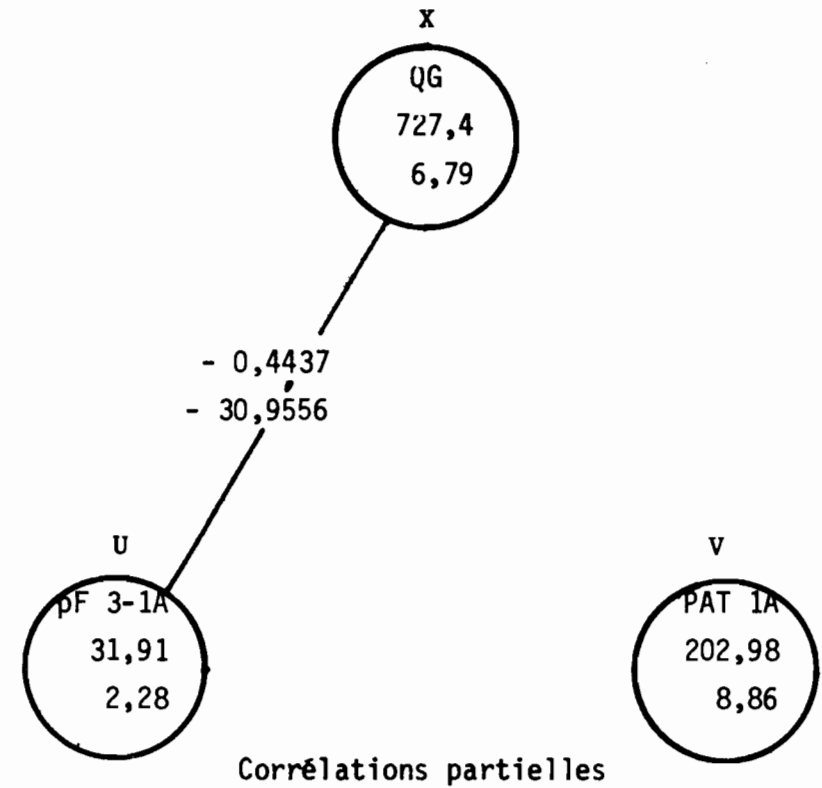 X
QG
727,4
6,79
- 0,4437
- 30,9556
U
pF 3-1A
31,91
2,28
V
PAT 1A
202,98
8,86
Corrélations partielles